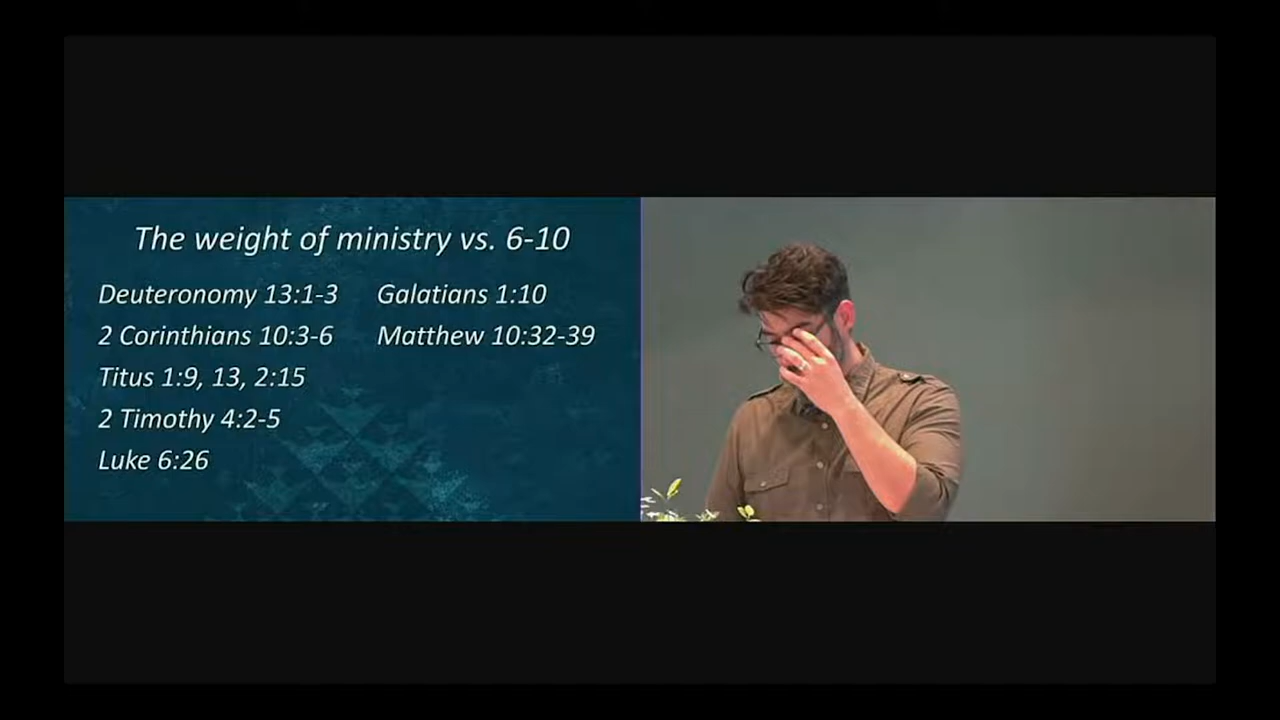 The weight of ministry vs. 6-10
Deuteronomy 13:1-3
2 Corinthians 10:3-6
Titus 1:9, 13, 2:15
2 Timothy 4:2-5
Luke 6:26
Galatians 1:10
Matthew 10:32-39